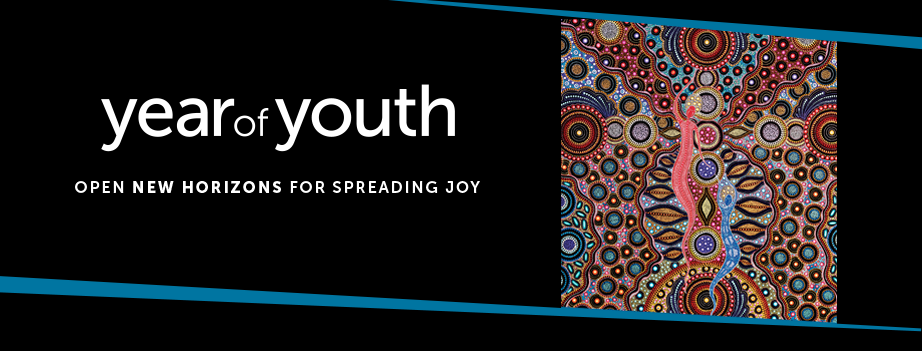 year of youth
OPEN NEW HORIZONS FOR SPREADING JOY